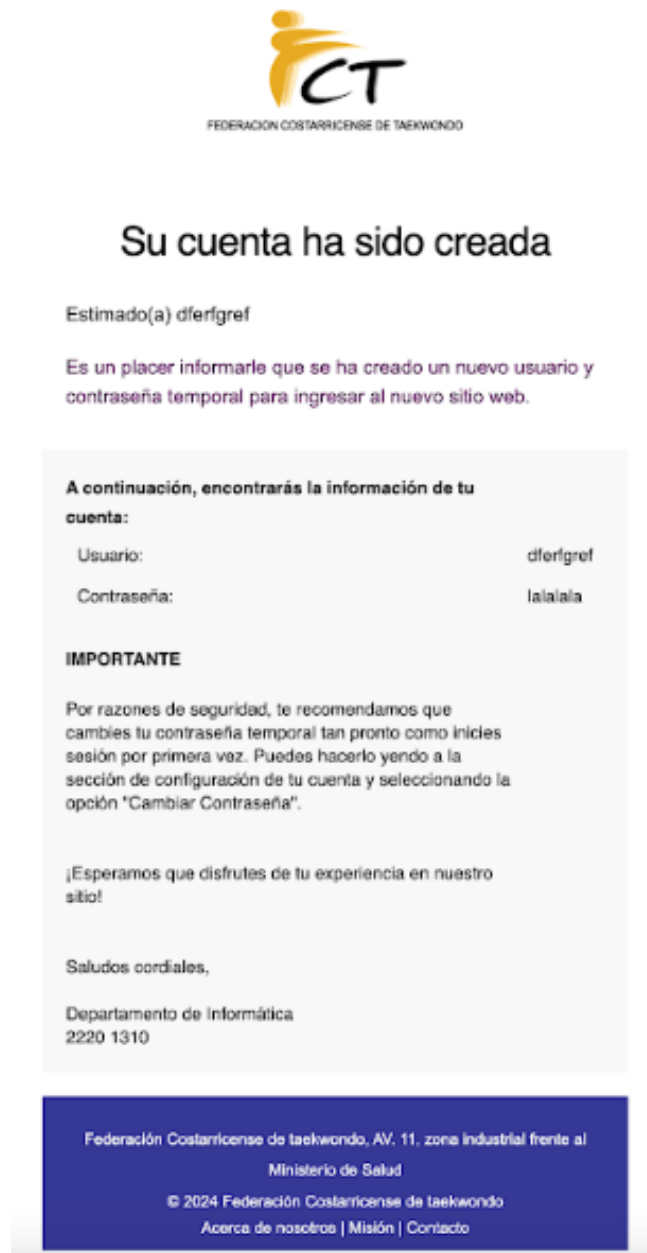 FCT
FEDERACION COSTARRICENSE DE TAEKWONDO
Su cuenta ha sido creada
Estimado(a) dferfgref
Es un placer informarle que se ha creado un nuevo usuario y
contraseña temporal para ingresar al nuevo sitio web.
A continuación, encontrarás la información de tu
cuenta:
Usuario: dferfgref
Contraseña: lalalala
IMPORTANTE
Por razones de seguridad, te recomendamos que
cambies tu contraseña temporal tan pronto como inicies
sesión por primera vez. Puedes hacerlo yendo a la
sección de configuración de tu cuenta y seleccionando la
opción "Cambiar Contraseña".
¡Esperamos que disfrutes de tu experiencia en nuestro
sitio!
Saludos cordiales,
Departamento de Informática
2220 1310
Federación Costarricense de taekwondo, AV. 11, zona industrial frente al
Ministerio de Salud
© 2024 Federación Costarricense de taekwondo
Acerca de nosotros | Misión | Contacto